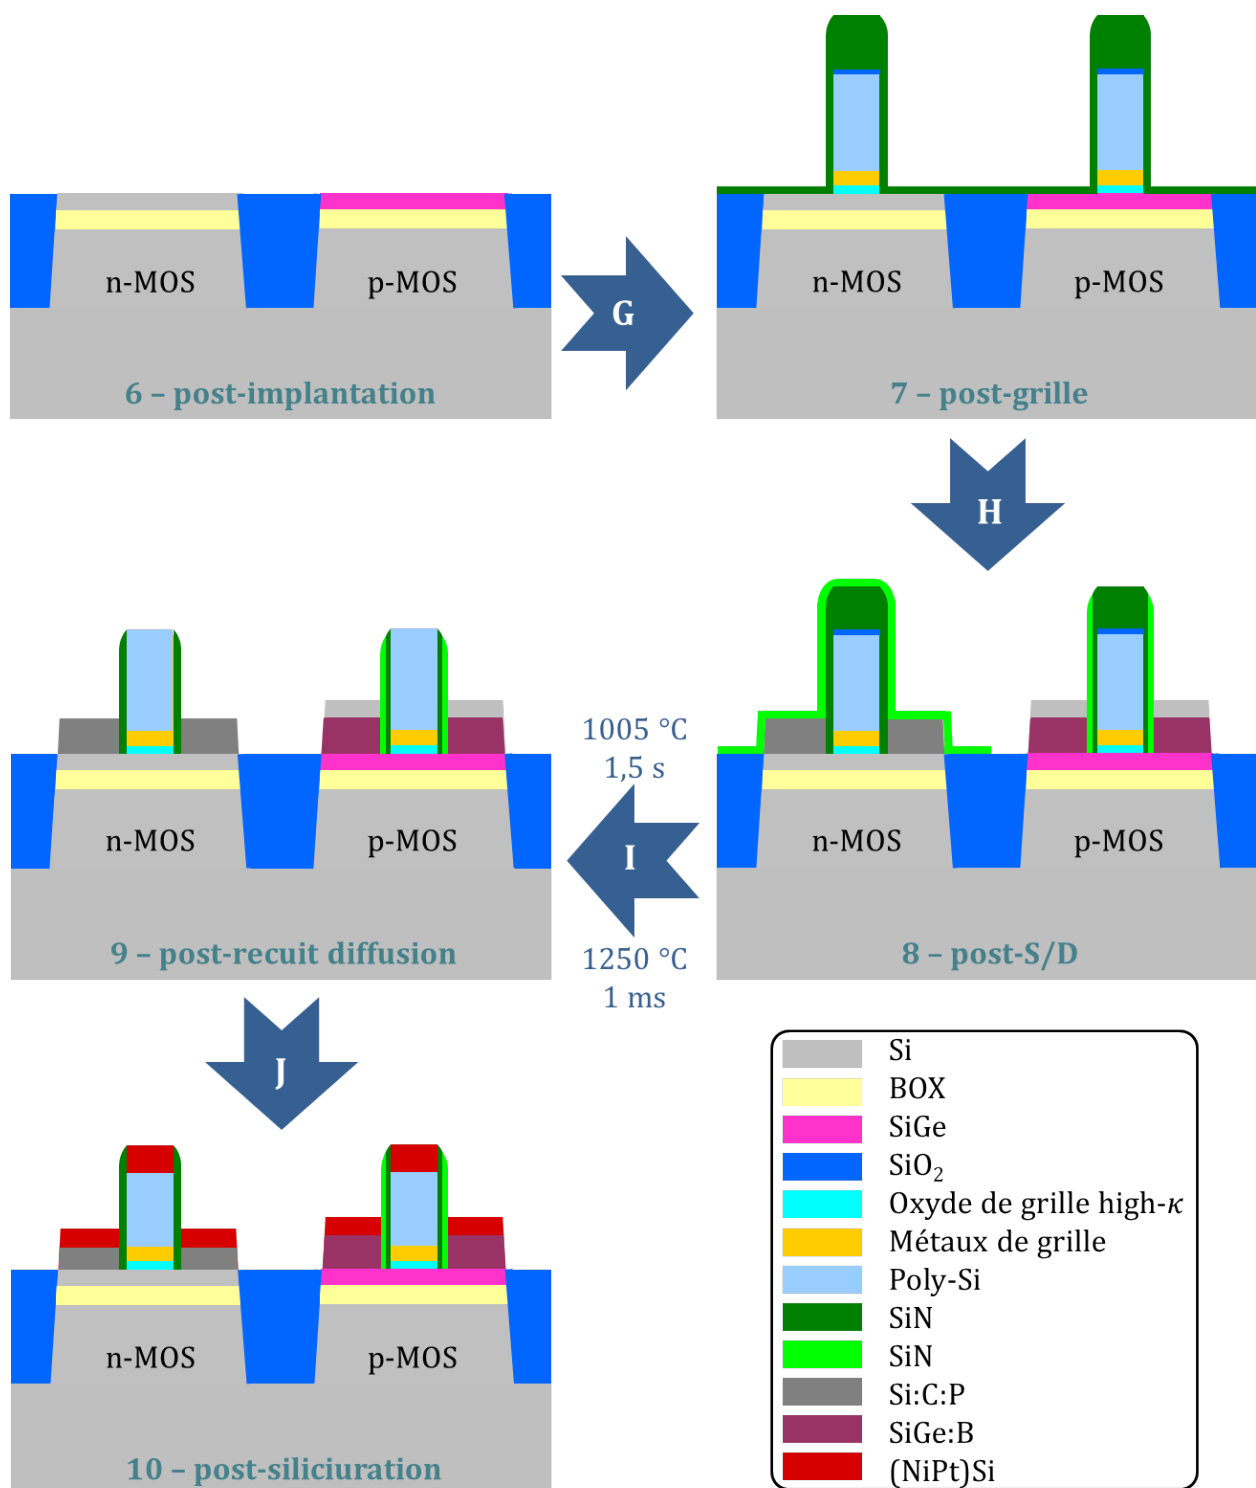 n-MOS
p-MOS
6 – post-implantation
G
n-MOS
p-MOS
7 – post-grille
H
n-MOS
p-MOS
8 – post-S/D
1005 °C
1,5 s
I
1250 °C
1 ms
n-MOS
p-MOS
9 – post-recuit diffusion
J
n-MOS
p-MOS
10 – post-siliciuration
Si
BOX
SiGe
SiO₂
Oxyde de grille high-κ
Métaux de grille
Poly-Si
SiN
SiN
Si:C:P
SiGe:B
(NiPt)Si